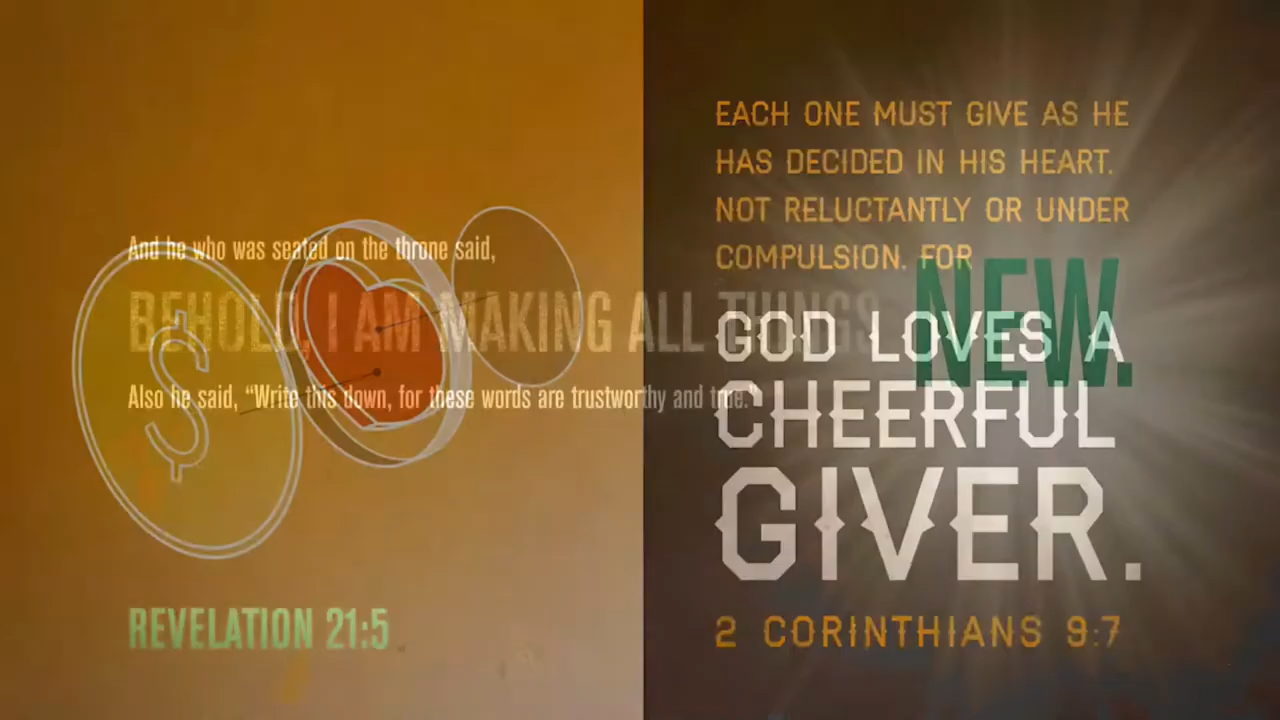 And he who was seated on the throne said,
BEHOLD, I AM MAKING ALL THINGS NEW.
Also he said, “Write this down, for these words are trustworthy and true.”
REVELATION 21:5
$
EACH ONE MUST GIVE AS HE
HAS DECIDED IN HIS HEART.
NOT RELUCTANTLY OR UNDER
COMPULSION. FOR
GOD LOVES A
CHEERFUL
GIVER.
2 CORINTHIANS 9:7